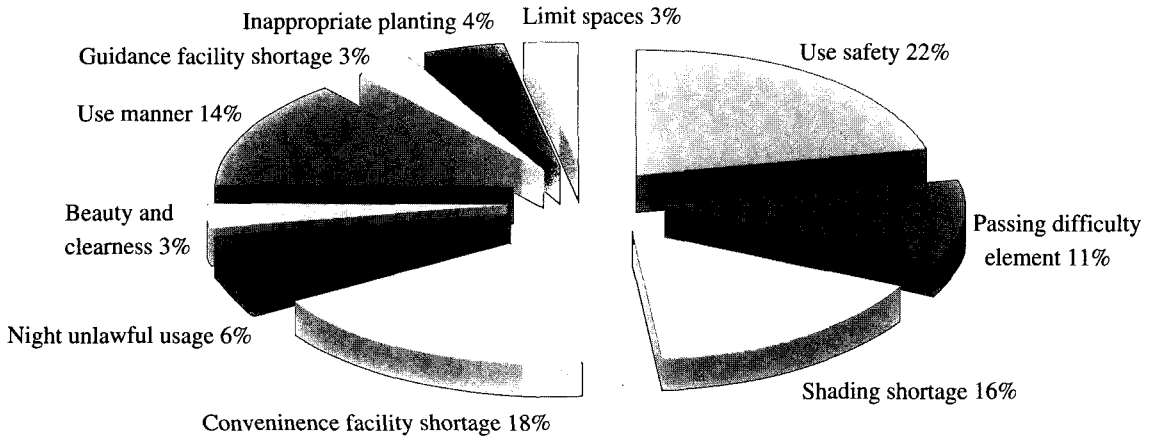 Inappropriate planting 4%
Limit spaces 3%
Guidance facility shortage 3%
Use safety 22%
Use manner 14%
Beauty and
clearness 3%
Passing difficulty
element 11%
Night unlawful usage 6%
Shading shortage 16%
Conveninence facility shortage 18%